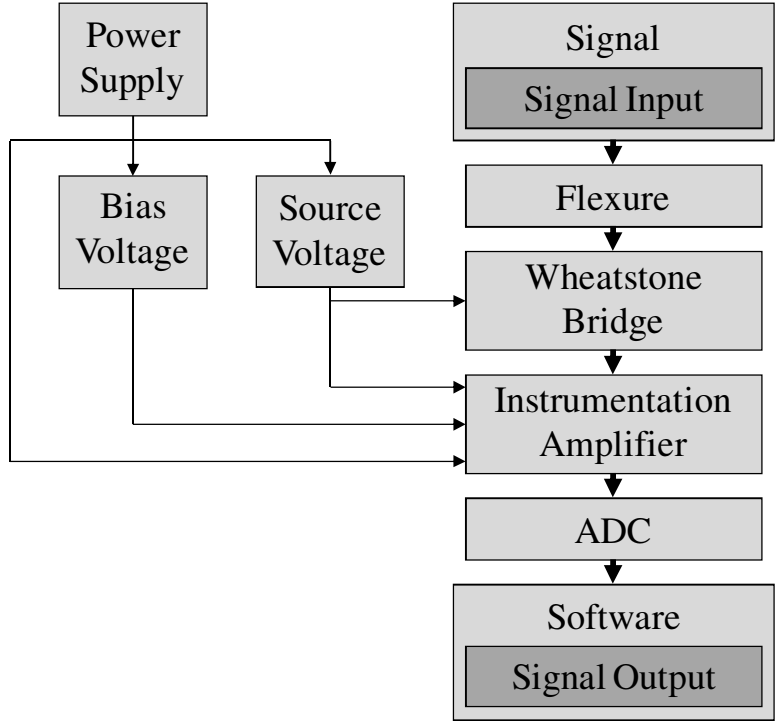 Power
Supply
Signal
Signal Input
Bias
Voltage
Source
Voltage
Flexure
Wheatstone
Bridge
Instrumentation
Amplifier
ADC
Software
Signal Output